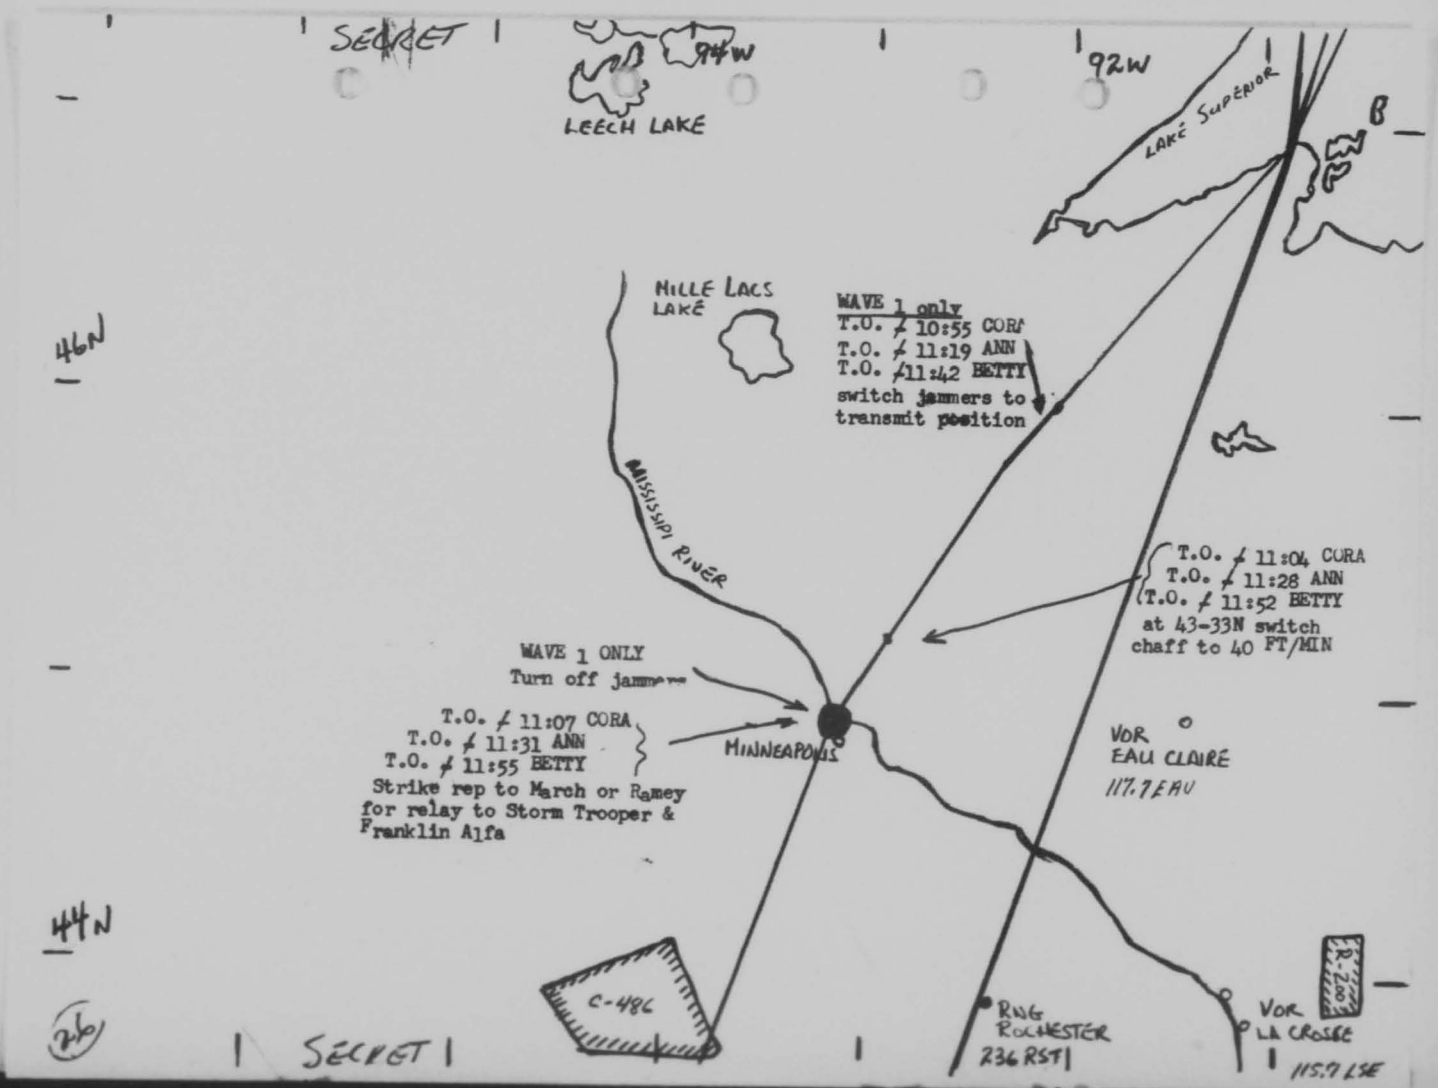 SECRET
94W
92W
LEECH LAKE
LAKE SUPERIOR
B
MILLE LACS
LAKE
46N
WAVE 1 only
T.O. ≠ 10:55 CORA
T.O. ≠ 11:19 ANN
T.O. ≠ 11:42 BETTY
switch jammers to
transmit position
MISSISSIPI RIVER
T.O. ≠ 11:04 CORA
T.O. ≠ 11:28 ANN
T.O. ≠ 11:52 BETTY
at 43-33N switch
chaff to 40 FT/MIN
WAVE 1 ONLY
Turn off jammers
T.O. ≠ 11:07 CORA
T.O. ≠ 11:31 ANN
T.O. ≠ 11:55 BETTY
Strike rep to March or Ramey
for relay to Storm Trooper &
Franklin Alfa
MINNEAPOLIS
VOR
EAU CLAIRE
117.7 EAU
44N
C-486
R-200
RNG
ROCHESTER
236 RST
VOR
LA CROSSE
115.7 LSE
26
SECRET